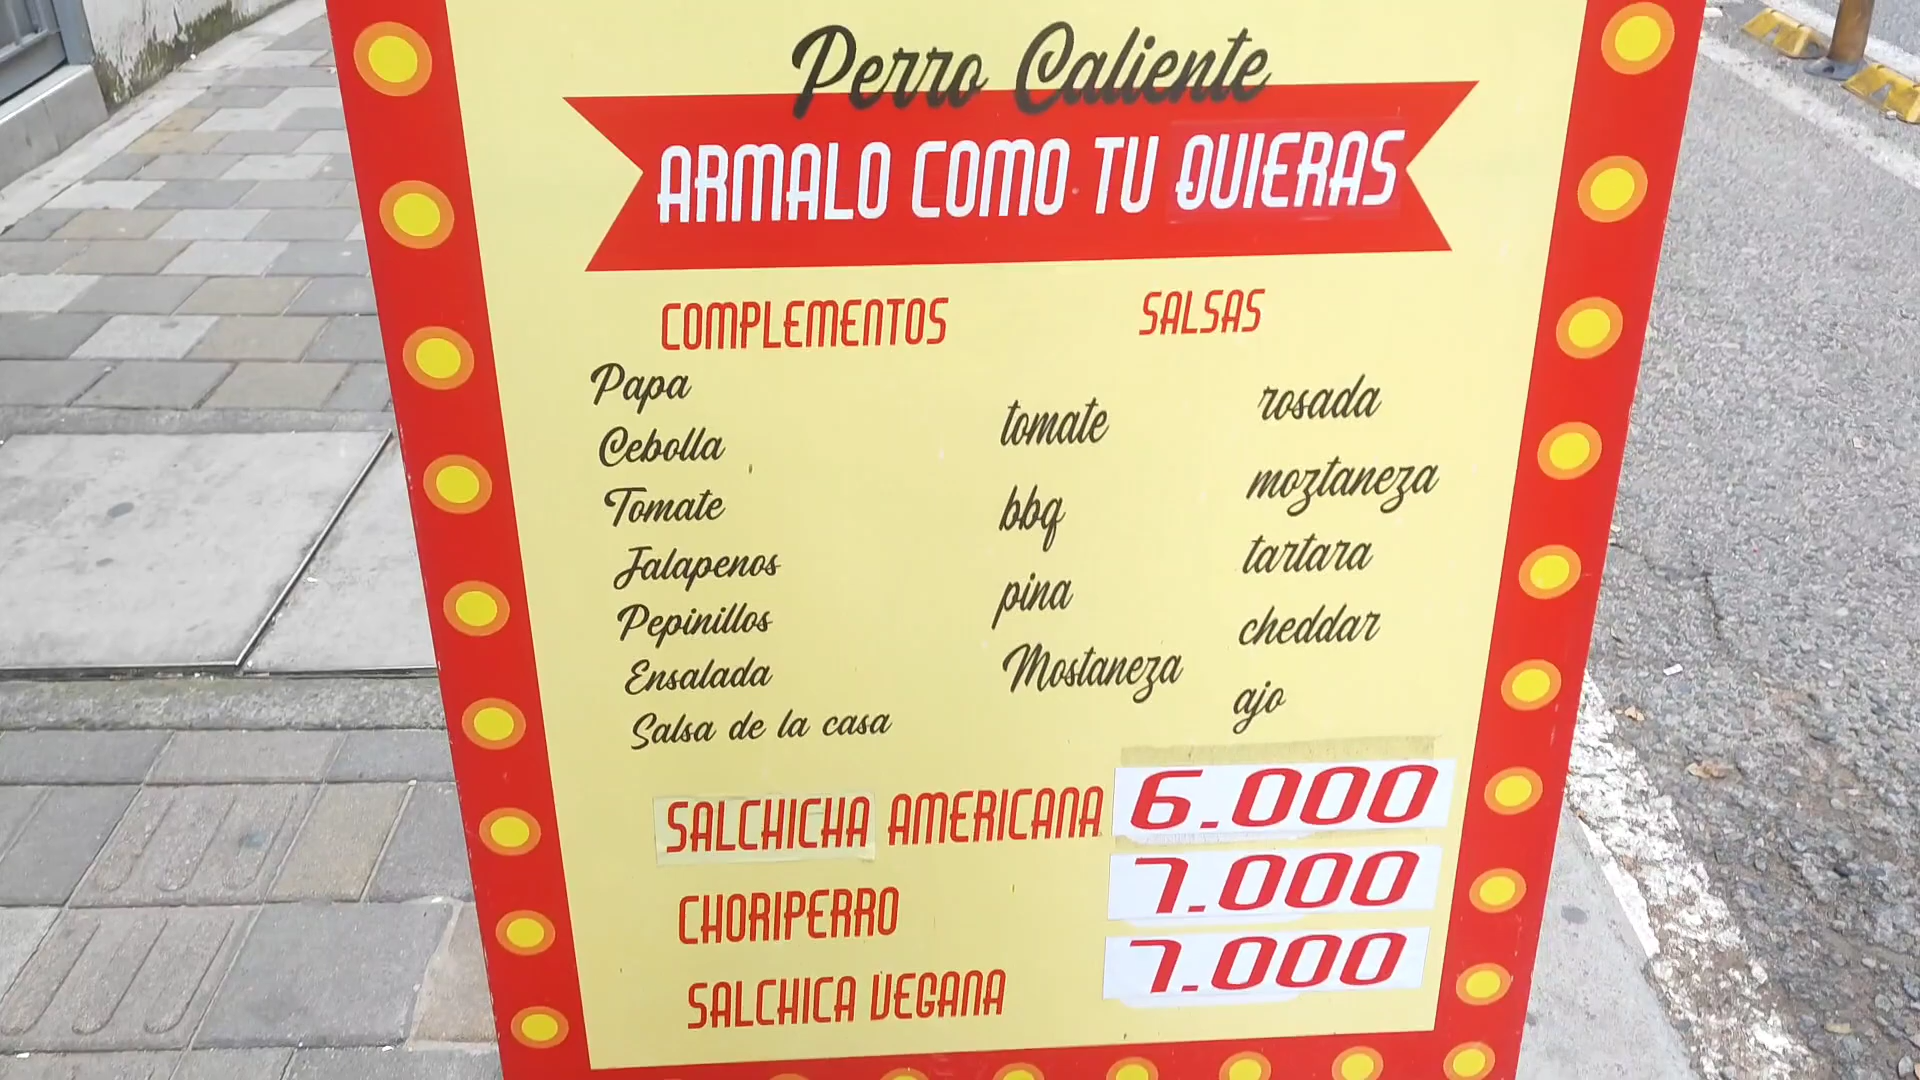 Perro Caliente
ARMALO COMO TU QUIERAS
COMPLEMENTOS
Papa
Cebolla
Tomate
Jalapenos
Pepinillos
Ensalada
Salsa de la casa
SALSAS
tomate
bbq
pina
Mostaneza
rosada
moztaneza
tartara
cheddar
ajo
SALCHICHA AMERICANA 6.000
CHORIPERRO 7.000
SALCHICA VEGANA 7.000